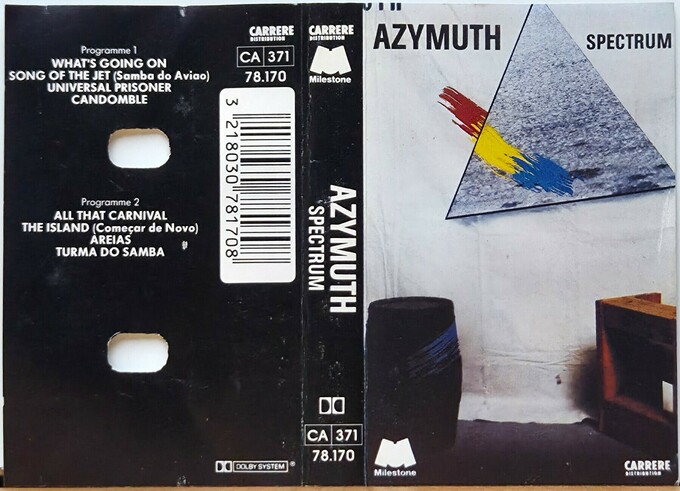 Programme 1
WHAT'S GOING ON
SONG OF THE JET (Samba do Aviao)
UNIVERSAL PRISONER
CANDOMBLE
Programme 2
ALL THAT CARNIVAL
THE ISLAND (Começar de Novo)
AREIAS
TURMA DO SAMBA
DOLBY SYSTEM ®
CARRERE
DISTRIBUTION
CA 371
78.170
3 218030 781708
CARRERE
DISTRIBUTION
Milestone
AZYMUTH
SPECTRUM
CA 371
78.170
AZYMUTH
SPECTRUM
Milestone
CARRERE
DISTRIBUTION